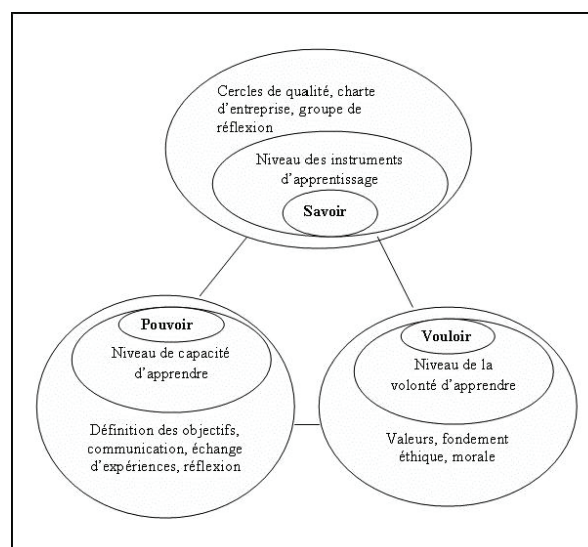 Cercles de qualité, charte
d'entreprise, groupe de
réflexion
Niveau des instruments
d'apprentissage
Savoir
Pouvoir
Niveau de capacité
d'apprendre
Définition des objectifs,
communication, échange
d'expériences, réflexion
Vouloir
Niveau de la
volonté d'apprendre
Valeurs, fondement
éthique, morale